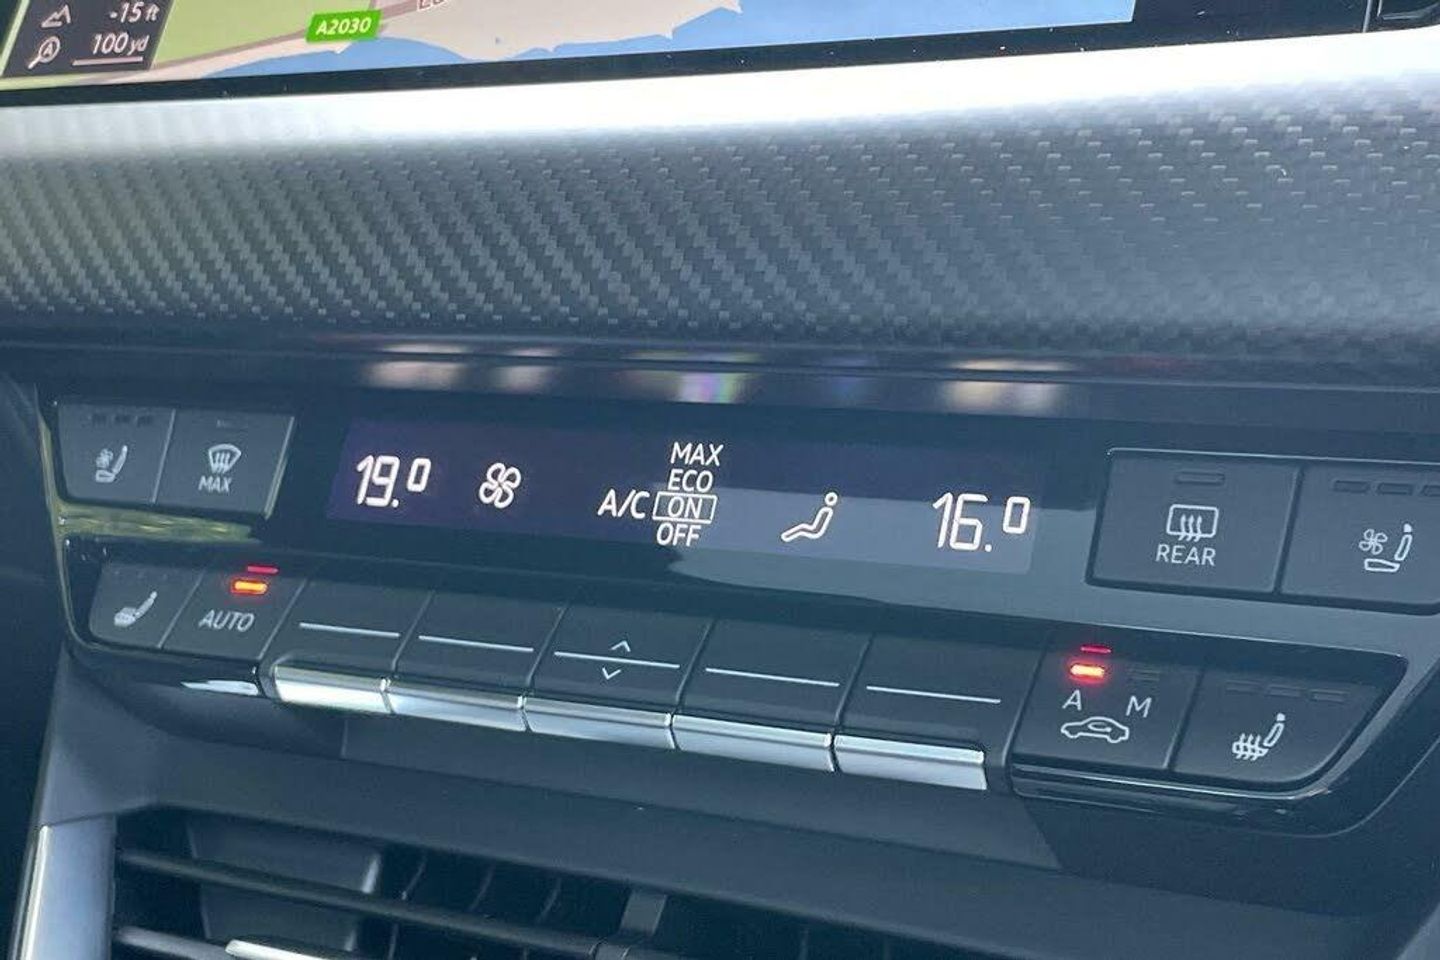 -15 ft
100 yd
A2030
MAX
MAX
ECO
19.0
A/C ON
16.0
OFF
REAR
AUTO
A M